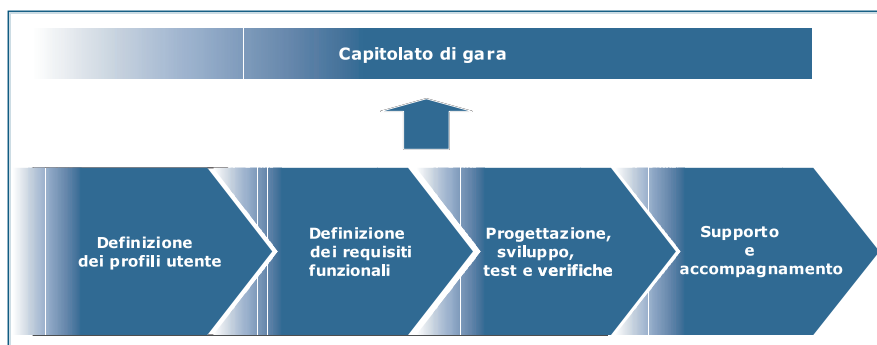 Capitolato di gara
Definizione
dei profili utente
Definizione
dei requisiti
funzionali
Progettazione,
sviluppo,
test e verifiche
Supporto
e
accompagnamento